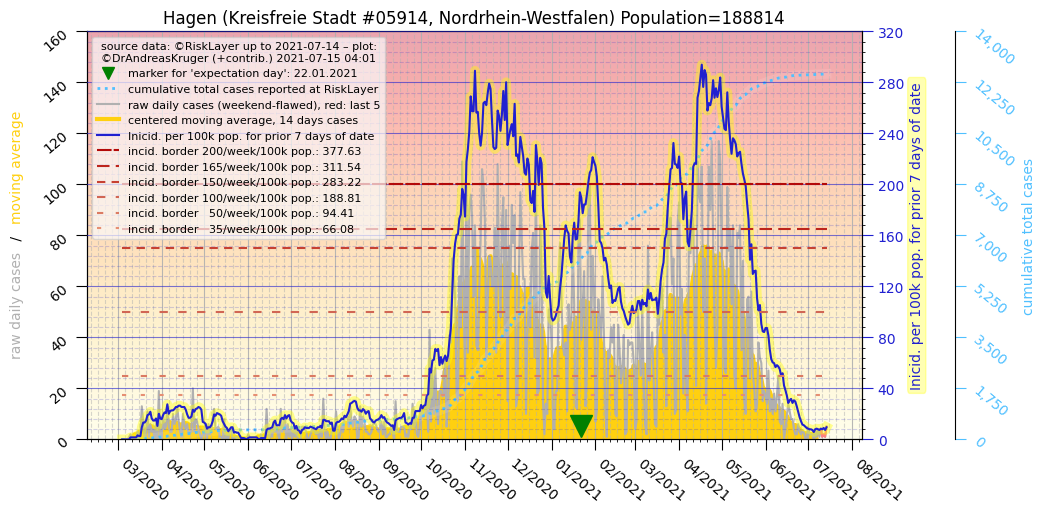 Hagen (Kreisfreie Stadt #05914, Nordrhein-Westfalen) Population=188814
source data: ©RiskLayer up to 2021-07-14 – plot:
©DrAndreasKruger (+contrib.) 2021-07-15 04:01
marker for 'expectation day': 22.01.2021
cumulative total cases reported at RiskLayer
raw daily cases (weekend-flawed), red: last 5
centered moving average, 14 days cases
Inicid. per 100k pop. for prior 7 days of date
incid. border 200/week/100k pop.: 377.63
incid. border 165/week/100k pop.: 311.54
incid. border 150/week/100k pop.: 283.22
incid. border 100/week/100k pop.: 188.81
incid. border 50/week/100k pop.: 94.41
incid. border 35/week/100k pop.: 66.08
raw daily cases / moving average
160
140
120
100
80
60
40
20
0
320
280
240
200
160
120
80
40
0
Inicid. per 100k pop. for prior 7 days of date
14,000
12,250
10,500
8,750
7,000
5,250
3,500
1,750
0
cumulative total cases
03/2020
04/2020
05/2020
06/2020
07/2020
08/2020
09/2020
10/2020
11/2020
12/2020
01/2021
02/2021
03/2021
04/2021
05/2021
06/2021
07/2021
08/2021